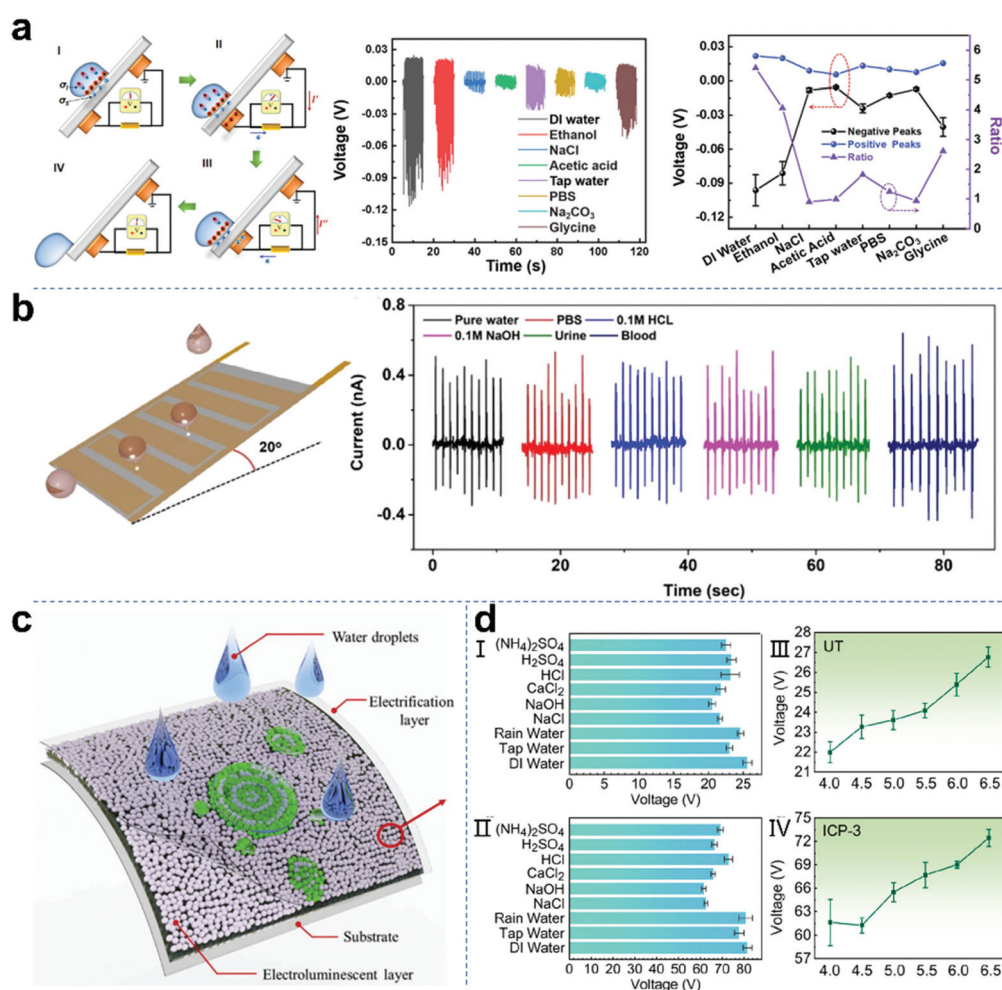 a
I
II
III
IV
σl
σs
I'
I''
e
e
Voltage (V)
0.03
0.00
-0.03
-0.06
-0.09
-0.15
DI water
Ethanol
NaCl
Acetic acid
Tap water
PBS
Na2CO3
Glycine
0 20 40 60 80 100 120
Time (s)
Voltage (V)
0.03
0.00
-0.03
-0.06
-0.09
-0.12
Negative Peaks
Positive Peaks
Ratio
6
5
4
3
2
1
0
Ratio
DI Water
Ethanol
NaCl
Acetic Acid
Tap water
PBS
Na2CO3
Glycine
b
20°
Current (nA)
0.8
0.4
0.0
-0.4
Pure water PBS 0.1M HCL
0.1M NaOH Urine Blood
0 20 40 60 80
Time (sec)
c
Water droplets
Electrification
layer
Substrate
Electroluminescent layer
d
I
(NH4)2SO4
H2SO4
HCl
CaCl2
NaOH
NaCl
Rain Water
Tap Water
DI Water
0 5 10 15 20 25
Voltage (V)
II
(NH4)2SO4
H2SO4
HCl
CaCl2
NaOH
NaCl
Rain Water
Tap Water
DI Water
0 10 20 30 40 50 60 70 80
Voltage (V)
III
UT
Voltage (V)
28
27
26
25
24
23
22
21
4.0 4.5 5.0 5.5 6.0 6.5
IV
ICP-3
Voltage (V)
75
72
69
66
63
60
57
4.0 4.5 5.0 5.5 6.0 6.5